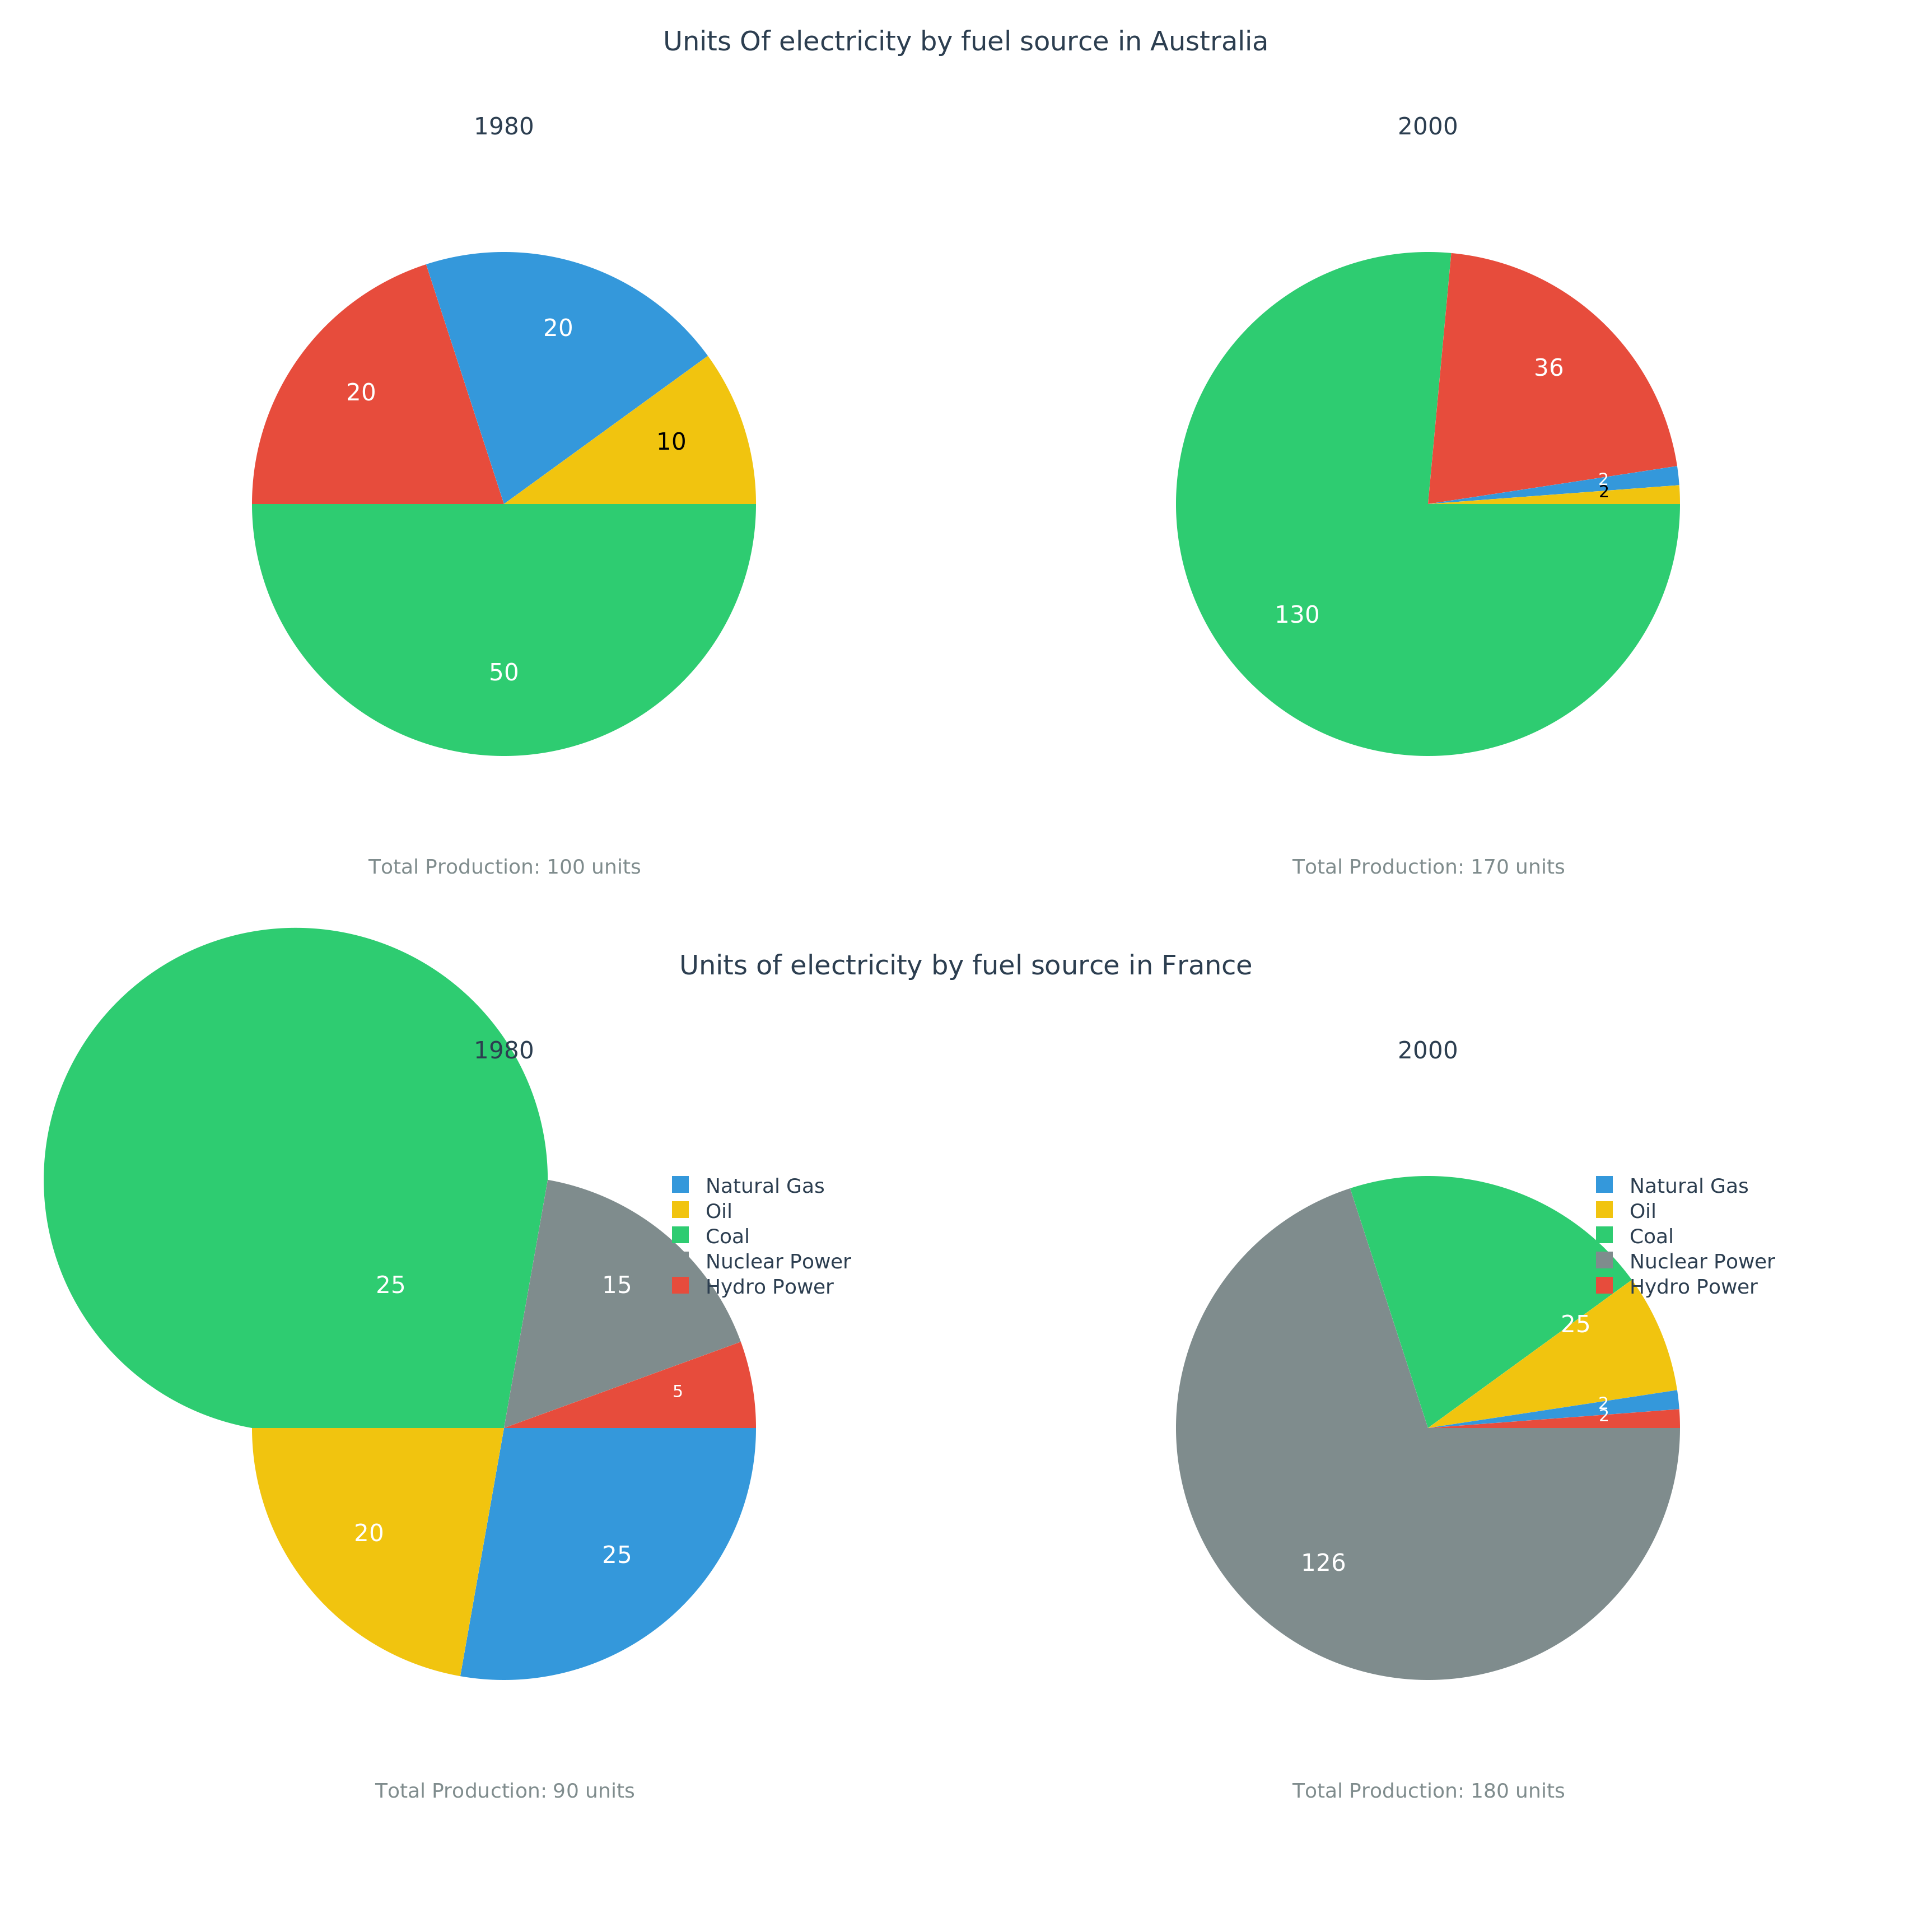 Units Of electricity by fuel source in Australia
1980
2000
20
20
10
50
36
2
2
130
Total Production: 100 units
Total Production: 170 units
Units of electricity by fuel source in France
1980
2000
Natural Gas
Oil
Coal
Nuclear Power
Hydro Power
25
15
5
20
25
Natural Gas
Oil
Coal
Nuclear Power
Hydro Power
25
2
2
126
Total Production: 90 units
Total Production: 180 units